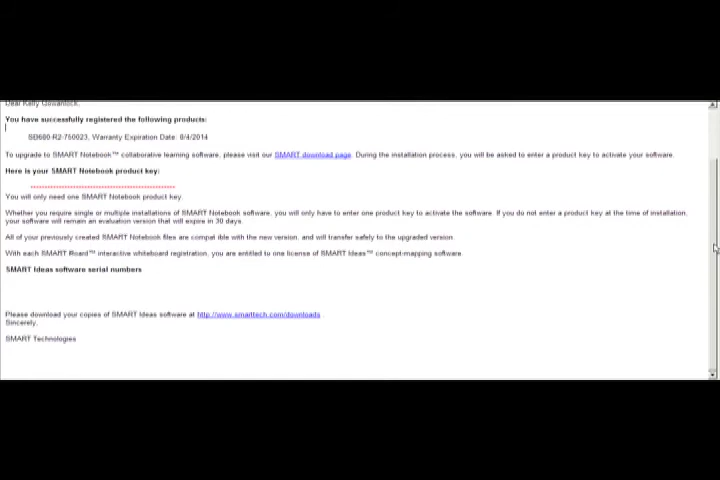 Dear Kelly Gowanlock,
You have successfully registered the following products:
SB680-R2-750023, Warranty Expiration Date: 8/4/2014
To upgrade to SMART Notebook™ collaborative learning software, please visit our SMART download page. During the installation process, you will be asked to enter a product key to activate your software.
Here is your SMART Notebook product key:
You will only need one SMART Notebook product key.
Whether you require single or multiple installations of SMART Notebook software, you will only have to enter one product key to activate the software. If you do not enter a product key at the time of installation,
your software will remain an evaluation version that will expire in 30 days.
All of your previously created SMART Notebook files are compatible with the new version, and will transfer safely to the upgraded version.
With each SMART Board™ interactive whiteboard registration, you are entitled to one license of SMART Ideas™ concept-mapping software.
SMART Ideas software serial numbers
Please download your copies of SMART Ideas software at http://www.smarttech.com/downloads.
Sincerely,
SMART Technologies